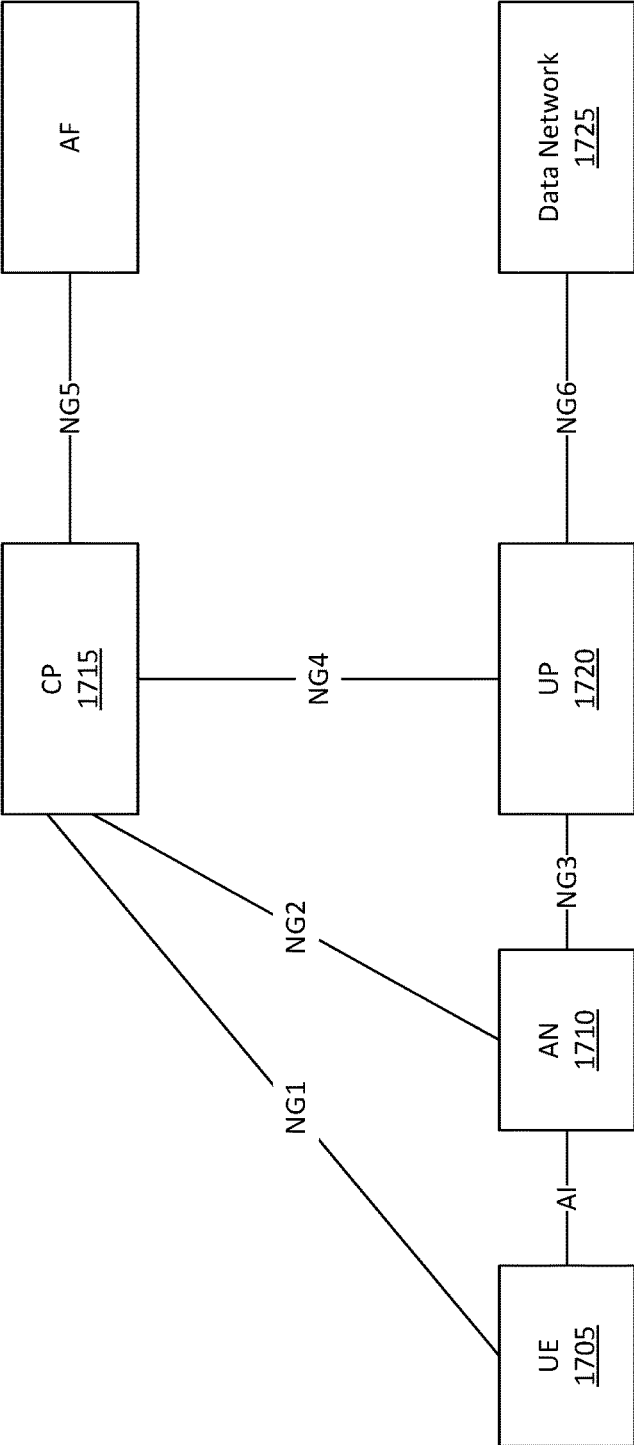 CP
1715
NG5
AF
NG1
NG2
NG4
UE
1705
AI
AN
1710
NG3
UP
1720
NG6
Data Network
1725